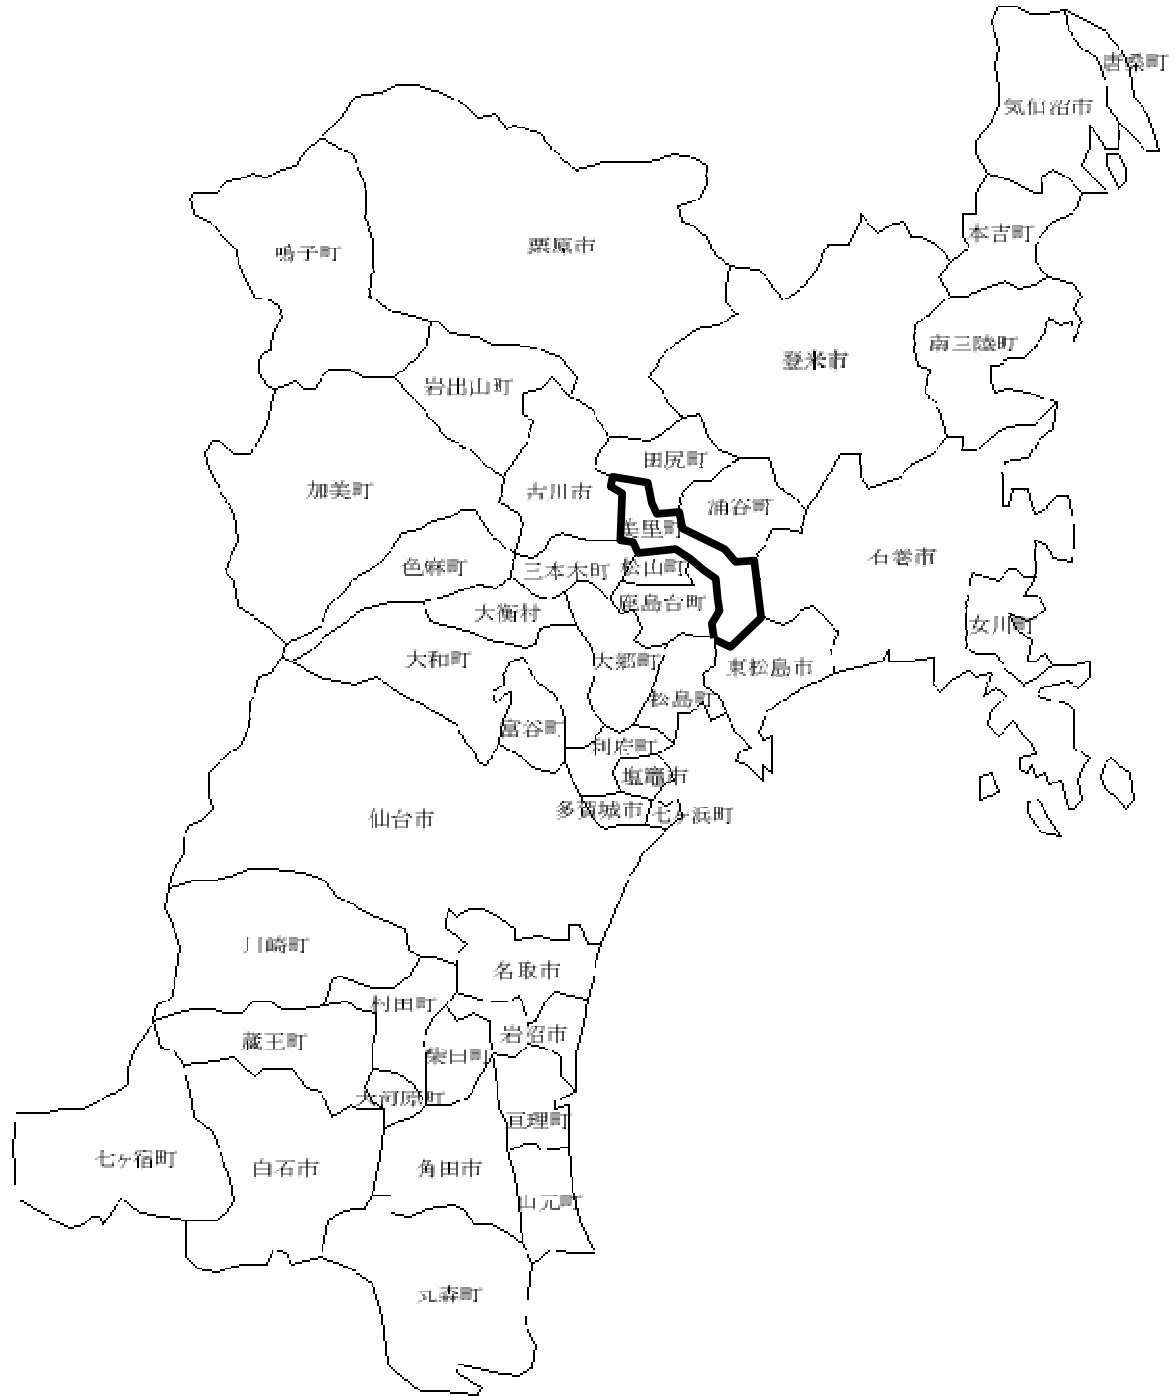 唐桑町
気仙沼市
本吉町
栗原市
鳴子町
南三陸町
登米市
岩出山町
田尻町
加美町
古川市
涌谷町
美里町
石巻市
色麻町
三本木町
松山町
鹿島台町
大衡村
女川町
大和町
大郷町
東松島市
松島町
富谷町
利府町
塩竈市
多賀城市
七ヶ浜町
仙台市
川崎町
名取市
村田町
岩沼市
蔵王町
柴田町
大河原町
亘理町
七ヶ宿町
白石市
角田市
山元町
丸森町